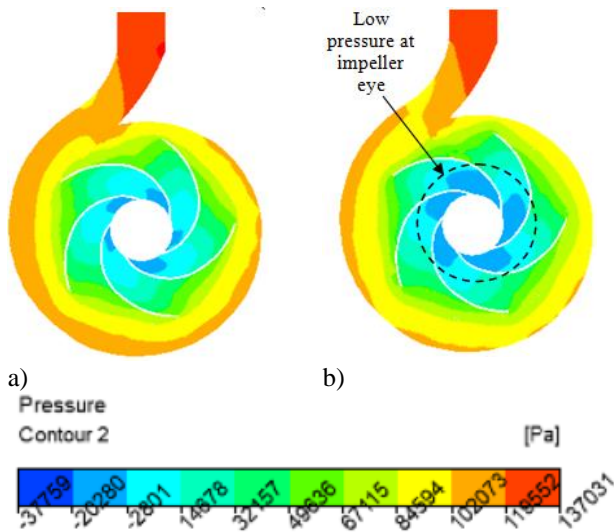 Low
pressure at
impeller
eye
a)
b)
Pressure
Contour 2
[Pa]
-37759
-20280
-2801
14678
32157
49636
67115
84594
102073
119552
137031